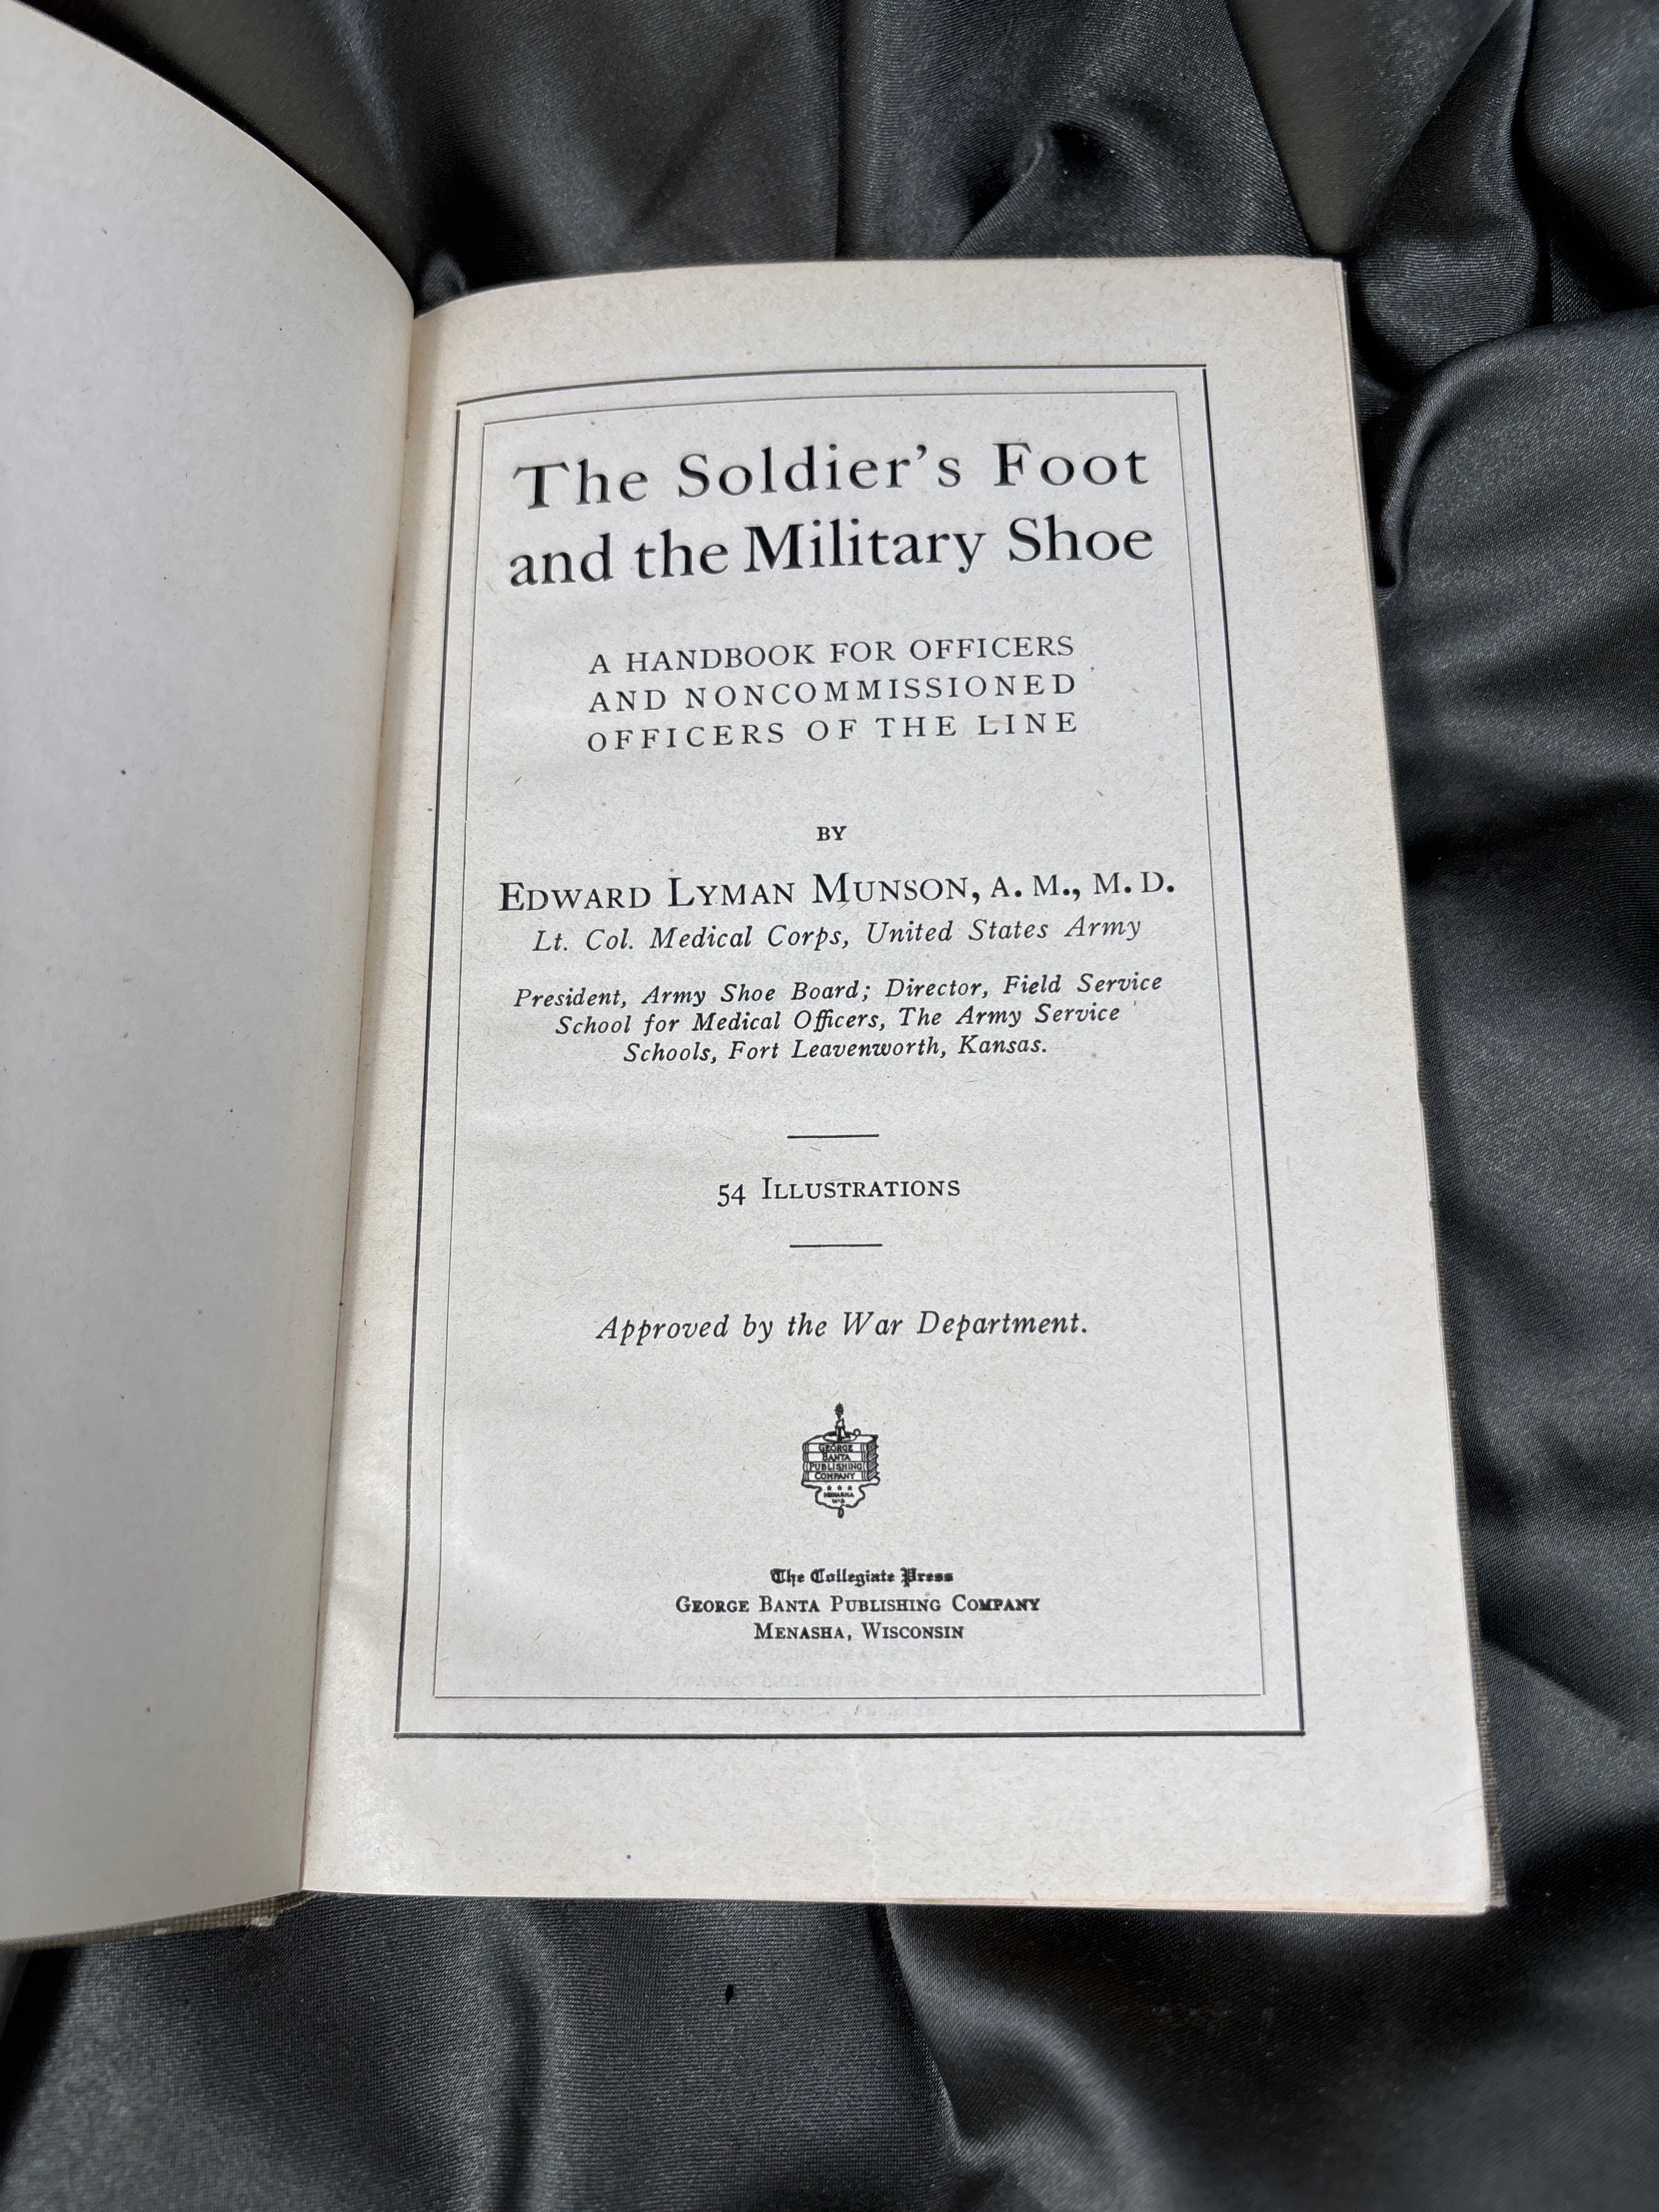 The Soldier's Foot
and the Military Shoe
A HANDBOOK FOR OFFICERS
AND NONCOMMISSIONED
OFFICERS OF THE LINE
BY
EDWARD LYMAN MUNSON, A. M., M. D.
Lt. Col. Medical Corps, United States Army
President, Army Shoe Board; Director, Field Service
School for Medical Officers, The Army Service
Schools, Fort Leavenworth, Kansas.
54 ILLUSTRATIONS
Approved by the War Department.
GEORGE
BANTA
PUBLISHING
COMPANY
MENASHA
WIS
The Collegiate Press
GEORGE BANTA PUBLISHING COMPANY
MENASHA, WISCONSIN